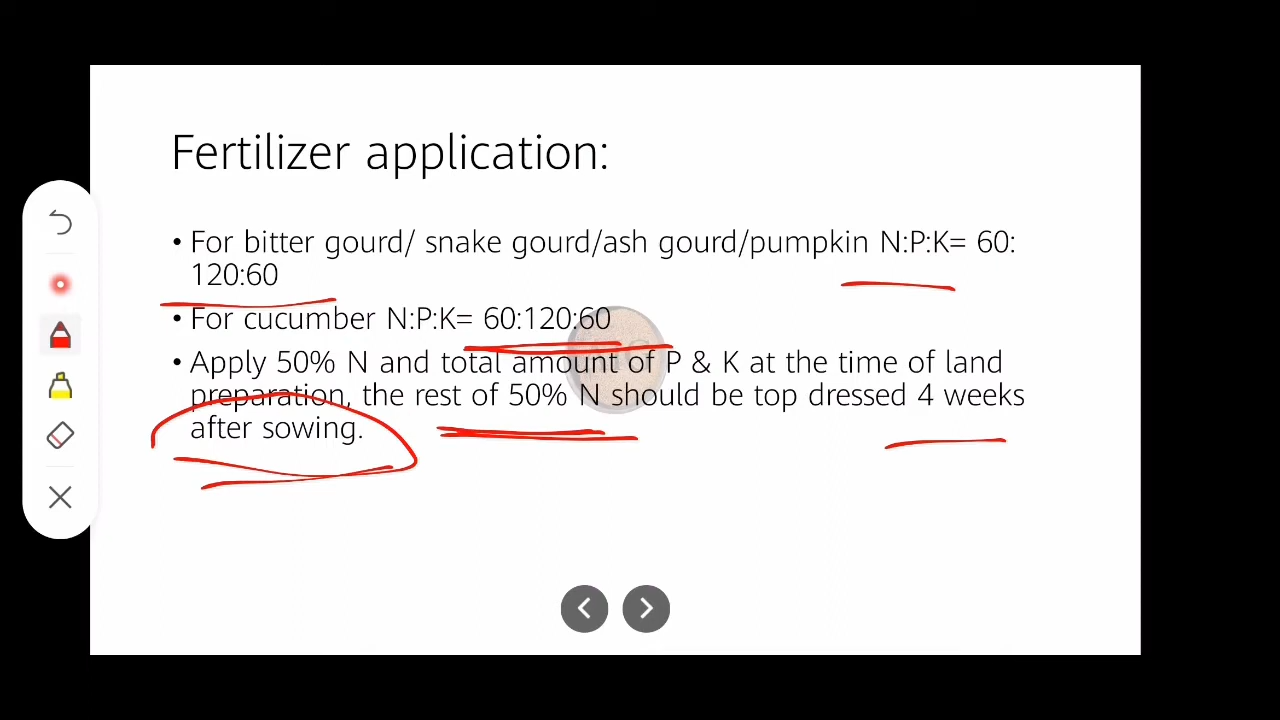 Fertilizer application:
• For bitter gourd/ snake gourd/ash gourd/pumpkin N:P:K= 60:
120:60
• For cucumber N:P:K= 60:120:60
• Apply 50% N and total amount of P & K at the time of land
preparation, the rest of 50% N should be top dressed 4 weeks
after sowing.